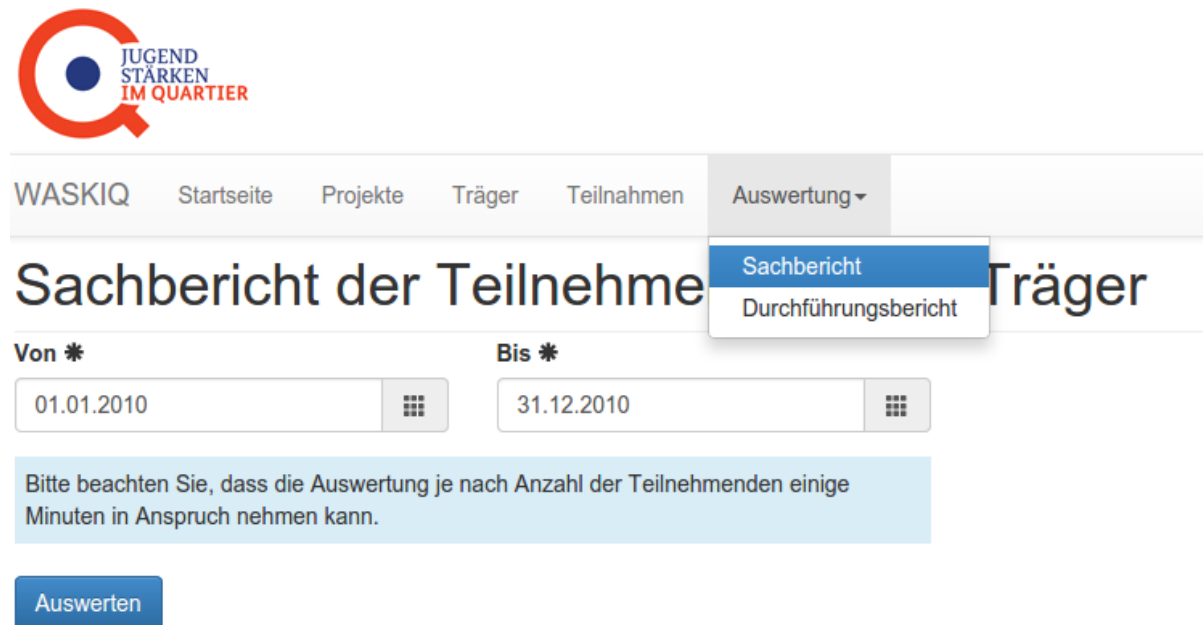 JUGEND
STÄRKEN
IM QUARTIER
WASKIQ Startseite Projekte Träger Teilnahmen Auswertung
Sachbericht
Durchführungsbericht
Sachbericht der Teilnehme Träger
Von ✱ Bis ✱
01.01.2010 31.12.2010
Bitte beachten Sie, dass die Auswertung je nach Anzahl der Teilnehmenden einige
Minuten in Anspruch nehmen kann.
Auswerten